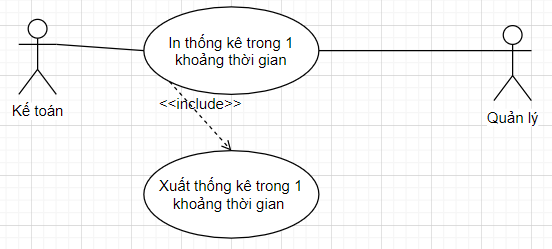 In thống kê trong 1
khoảng thời gian
<<include>>
Kế toán
Quản lý
Xuất thống kê trong 1
khoảng thời gian